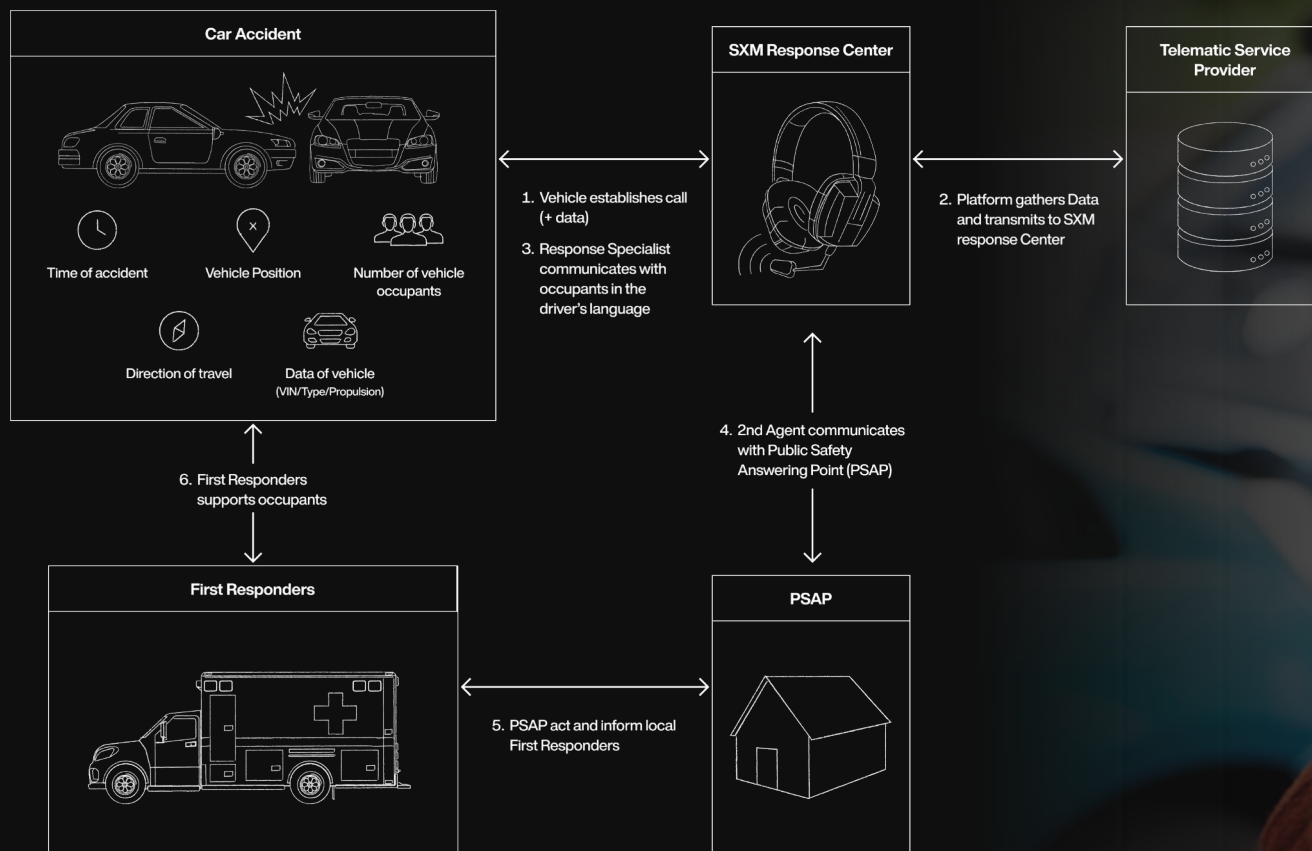 Car Accident
Time of accident
Vehicle Position
Number of vehicle
occupants
Direction of travel
Data of vehicle
(VIN/Type/Propulsion)
1. Vehicle establishes call
(+ data)
3. Response Specialist
communicates with
occupants in the
driver's language
SXM Response Center
2. Platform gathers Data
and transmits to SXM
response Center
Telematic Service
Provider
4. 2nd Agent communicates
with Public Safety
Answering Point (PSAP)
6. First Responders
supports occupants
First Responders
5. PSAP act and inform local
First Responders
PSAP